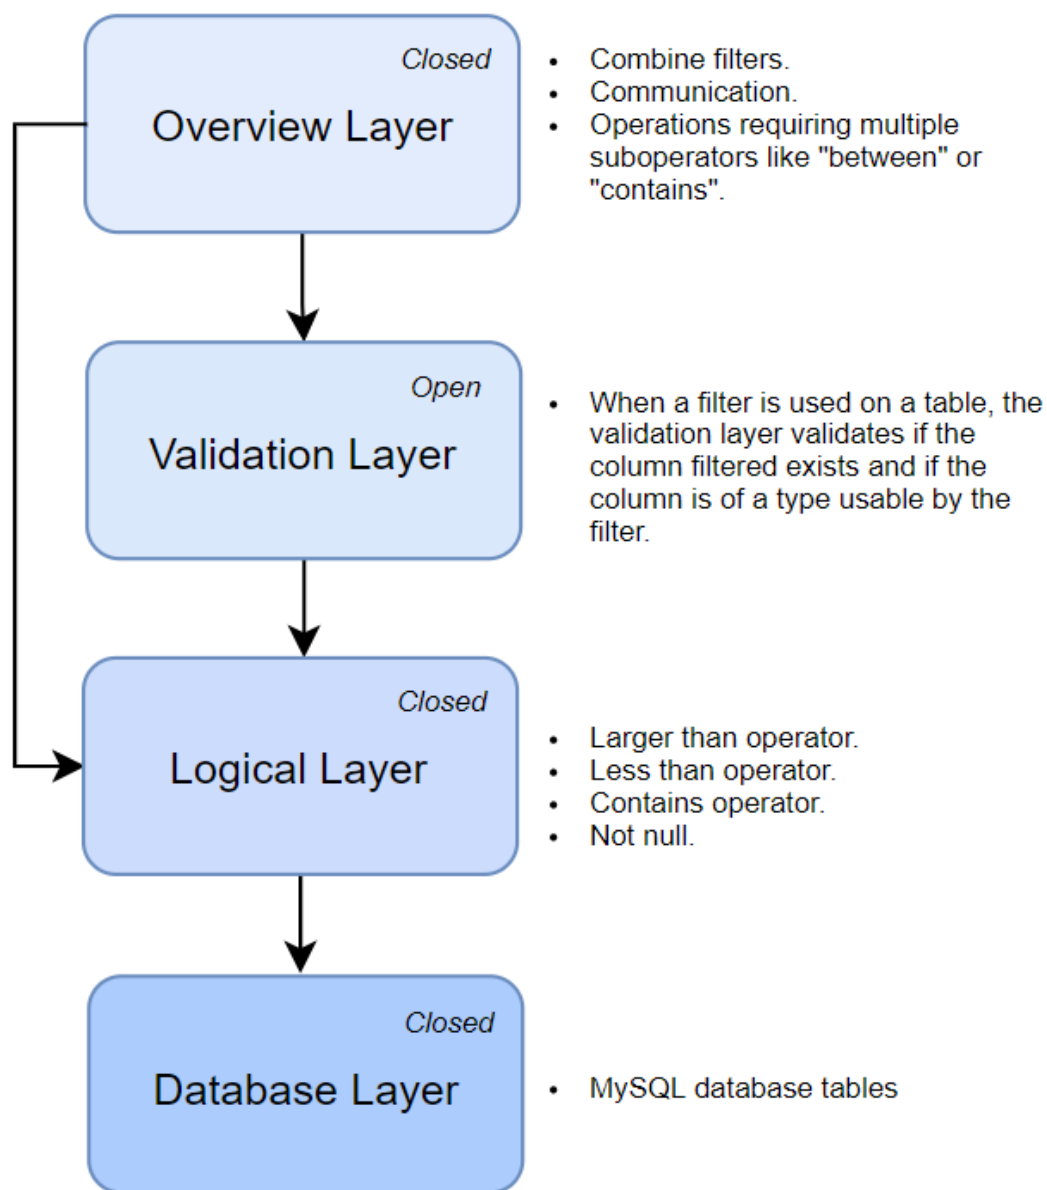 Closed
Overview Layer
• Combine filters.
• Communication.
• Operations requiring multiple
suboperators like "between" or
"contains".
Open
Validation Layer
• When a filter is used on a table, the
validation layer validates if the
column filtered exists and if the
column is of a type usable by the
filter.
Closed
Logical Layer
• Larger than operator.
• Less than operator.
• Contains operator.
• Not null.
Closed
Database Layer
• MySQL database tables